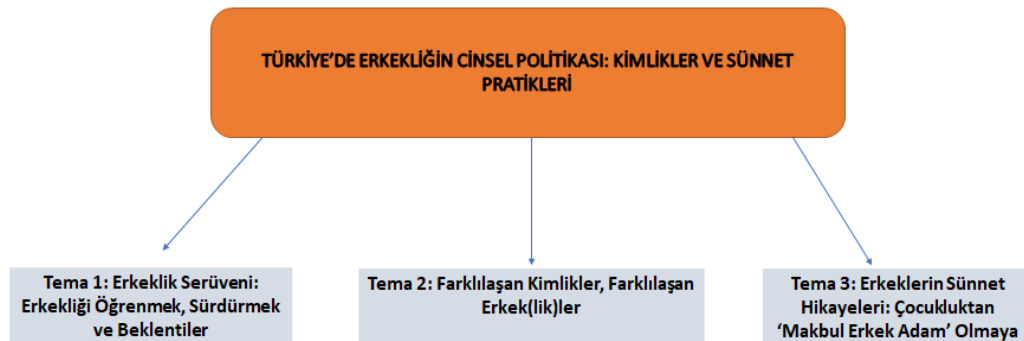 TÜRKİYE'DE ERKEKLİĞİN CİNSEL POLİTİKASI: KİMLİKLER VE SÜNNET
PRATİKLERİ
Tema 1: Erkeklik Serüveni:
Erkekliği Öğrenmek, Sürdürmek
ve Beklentiler
Tema 2: Farklılaşan Kimlikler, Farklılaşan
Erkek(lik)ler
Tema 3: Erkeklerin Sünnet
Hikayeleri: Çocukluktan
'Makbul Erkek Adam' Olmaya